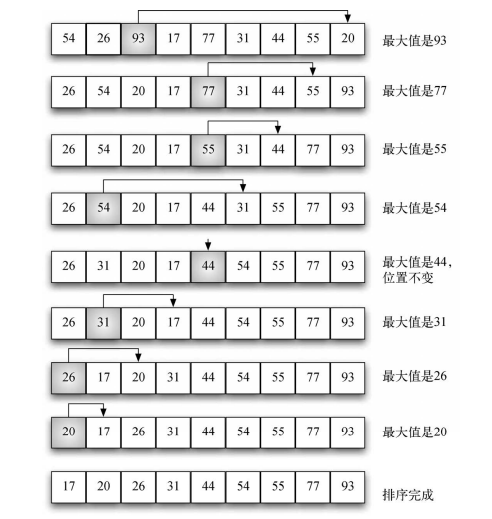 54 26 93 17 77 31 44 55 20 最大值是93
26 54 20 17 77 31 44 55 93 最大值是77
26 54 20 17 55 31 44 77 93 最大值是55
26 54 20 17 44 31 55 77 93 最大值是54
26 31 20 17 44 54 55 77 93 最大值是44，
位置不变
26 31 20 17 44 54 55 77 93 最大值是31
26 17 20 31 44 54 55 77 93 最大值是26
20 17 26 31 44 54 55 77 93 最大值是20
17 20 26 31 44 54 55 77 93 排序完成